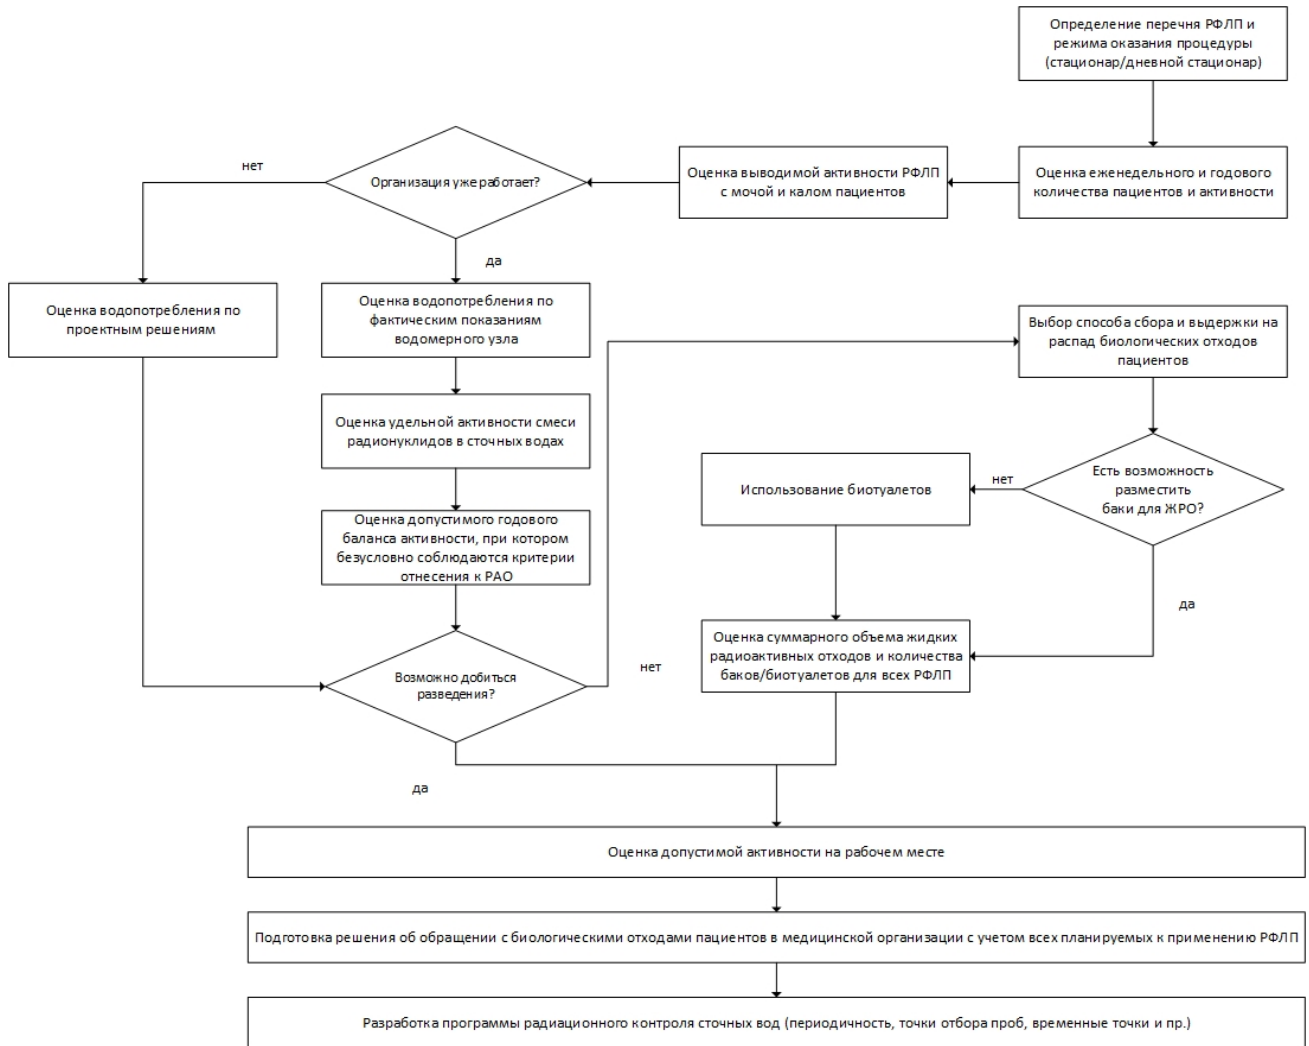 Определение перечня РФЛП и
режима оказания процедуры
(стационар/дневной стационар)
Оценка еженедельного и годового
количества пациентов и активности
Оценка выводимой активности РФЛП
с мочой и калом пациентов
Организация уже работает?
нет
да
Оценка водопотребления по
проектным решениям
Оценка водопотребления по
фактическим показаниям
водомерного узла
Оценка удельной активности смеси
радионуклидов в сточных водах
Оценка допустимого годового
баланса активности, при котором
безусловно соблюдаются критерии
отнесения к РАО
Возможно добиться
разведения?
нет
да
Выбор способа сбора и выдержки на
распад биологических отходов
пациентов
Есть возможность
разместить
баки для ЖРО?
нет
да
Использование биотуалетов
Оценка суммарного объема жидких
радиоактивных отходов и количества
баков/биотуалетов для всех РФЛП
Оценка допустимой активности на рабочем месте
Подготовка решения об обращении с биологическими отходами пациентов в медицинской организации с учетом всех планируемых к применению РФЛП
Разработка программы радиационного контроля сточных вод (периодичность, точки отбора проб, временные точки и пр.)